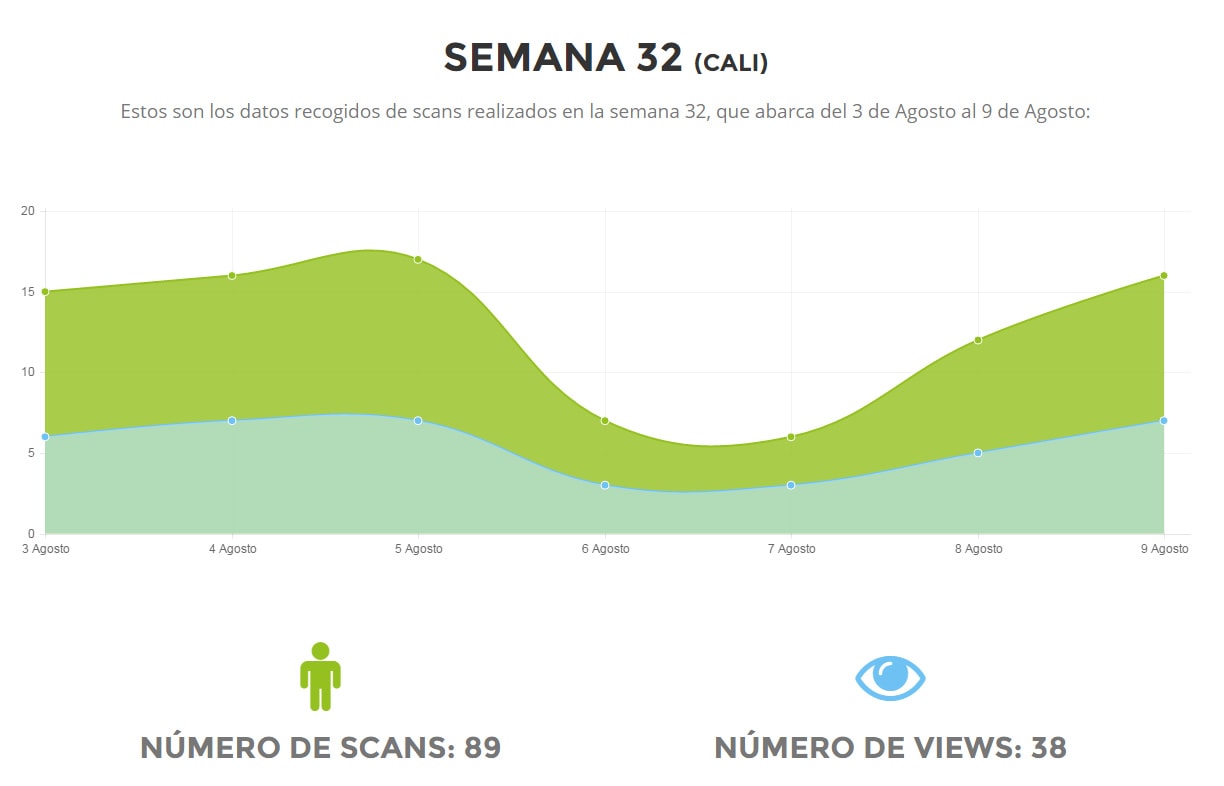 SEMANA 32 (CALI)
Estos son los datos recogidos de scans realizados en la semana 32, que abarca del 3 de Agosto al 9 de Agosto:
20
15
10
5
0
3 Agosto 4 Agosto 5 Agosto 6 Agosto 7 Agosto 8 Agosto 9 Agosto
NÚMERO DE SCANS: 89
NÚMERO DE VIEWS: 38